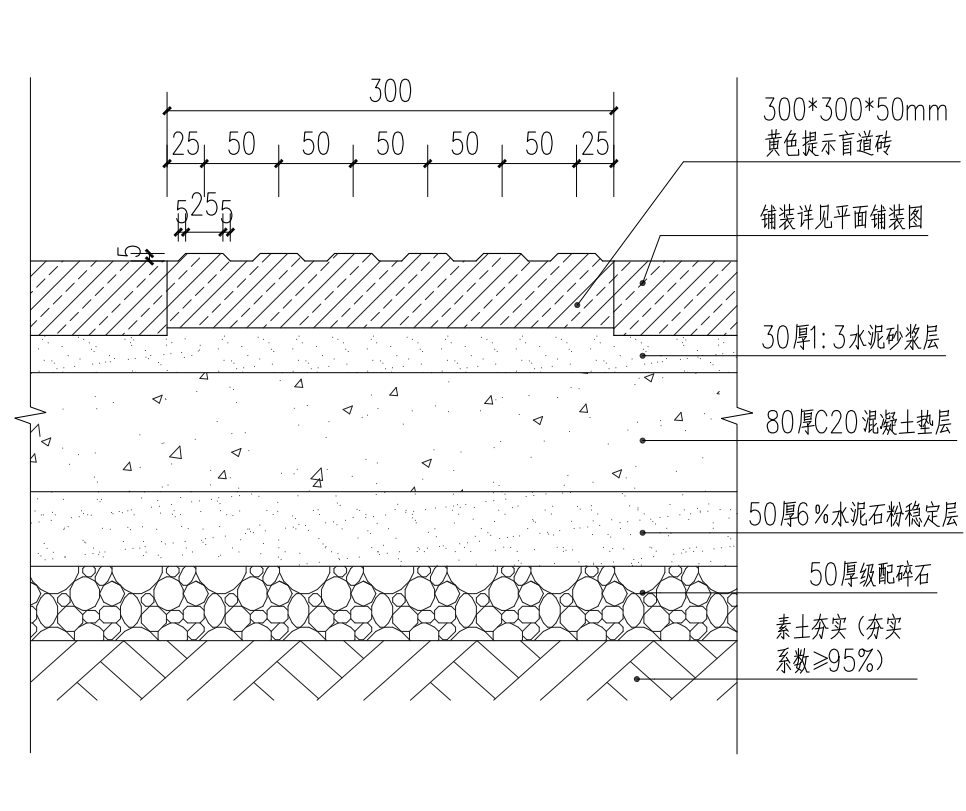 300
25 50 50 50 50 50 25
5 25 5
5
300*300*50mm
黄色提示盲道砖
铺装详见平面铺装图
30厚1:3水泥砂浆层
80厚C20混凝土垫层
50厚6%水泥石粉稳定层
50厚级配碎石
素土夯实（夯实
系数≥95%）